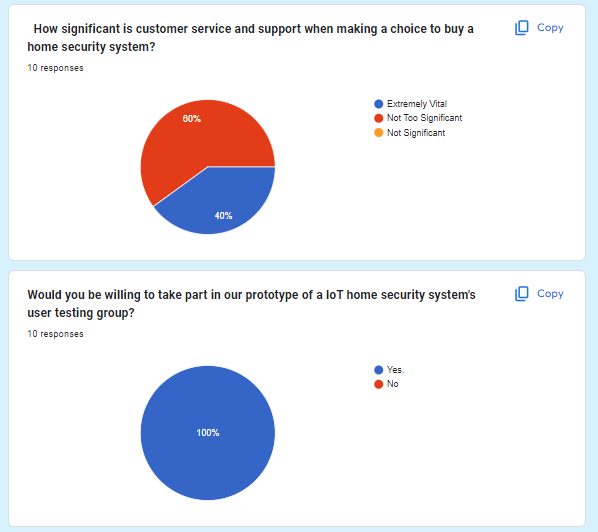 How significant is customer service and support when making a choice to buy a
home security system?
Copy
10 responses
60%
40%
Extremely Vital
Not Too Significant
Not Significant
Would you be willing to take part in our prototype of a IoT home security system's
user testing group?
Copy
10 responses
100%
Yes.
No